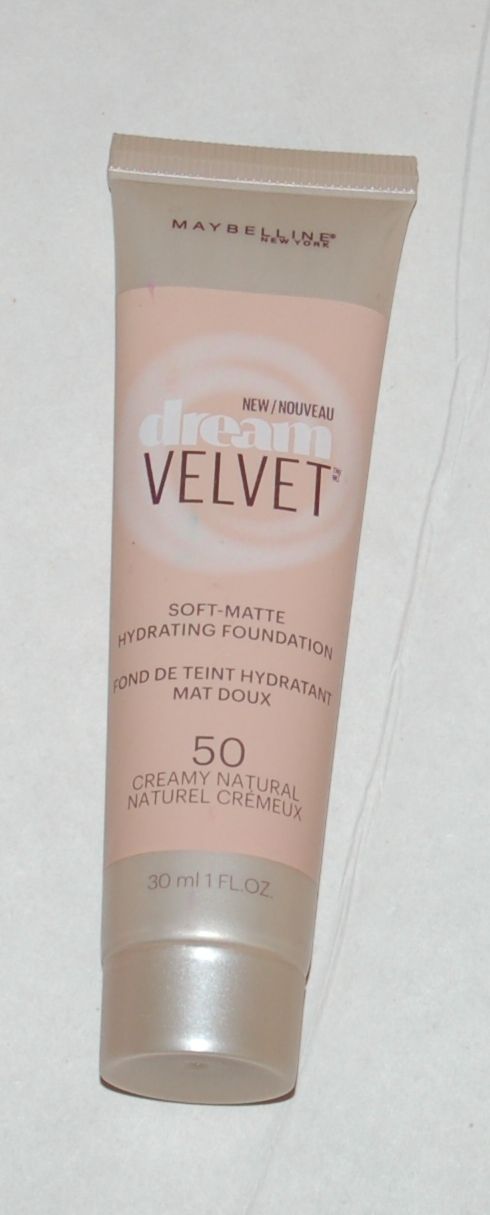 MAYBELLINE®
NEW YORK
NEW / NOUVEAU
dream
VELVET™
SOFT-MATTE
HYDRATING FOUNDATION
FOND DE TEINT HYDRATANT
MAT DOUX
50
CREAMY NATURAL
NATUREL CRÉMEUX
30 ml 1 FL.OZ.